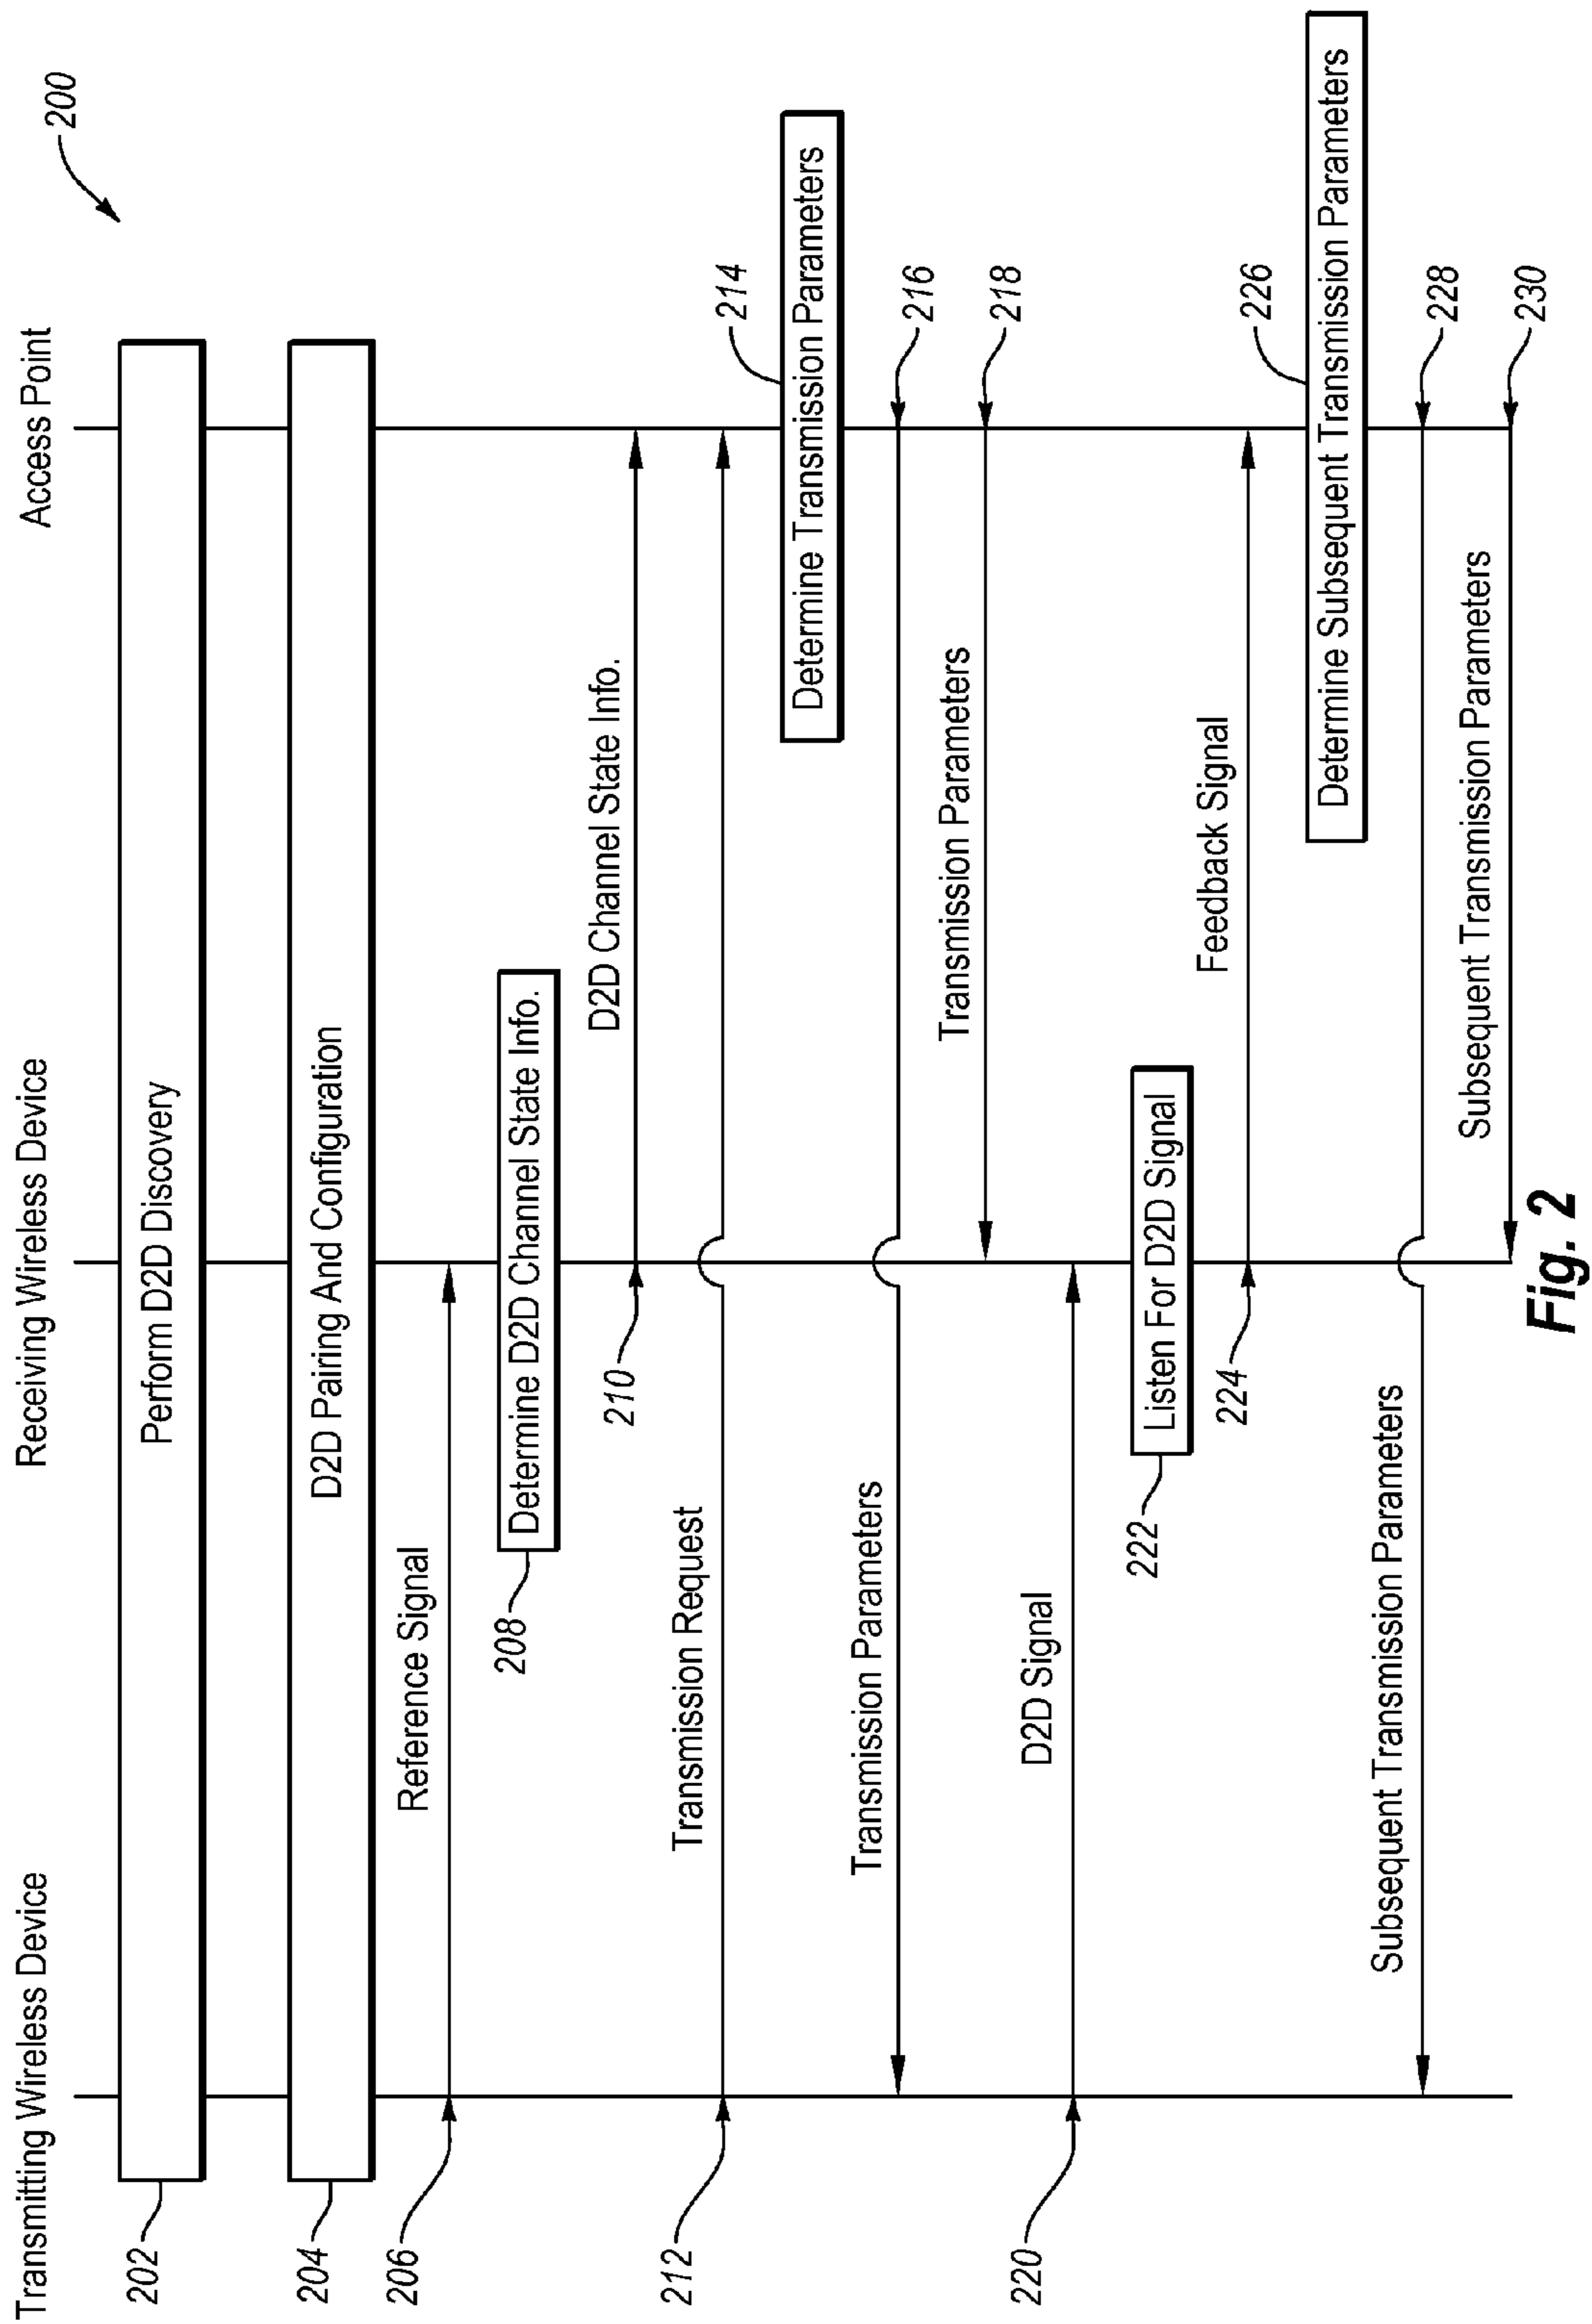 200
Transmitting Wireless Device
Receiving Wireless Device
Access Point
202
Perform D2D Discovery
204
D2D Pairing And Configuration
206
Reference Signal
208
Determine D2D Channel State Info.
210
D2D Channel State Info.
212
Transmission Request
214
Determine Transmission Parameters
Transmission Parameters
216
Transmission Parameters
218
220
D2D Signal
222
Listen For D2D Signal
224
Feedback Signal
226
Determine Subsequent Transmission Parameters
Subsequent Transmission Parameters
228
Subsequent Transmission Parameters
230
Fig. 2